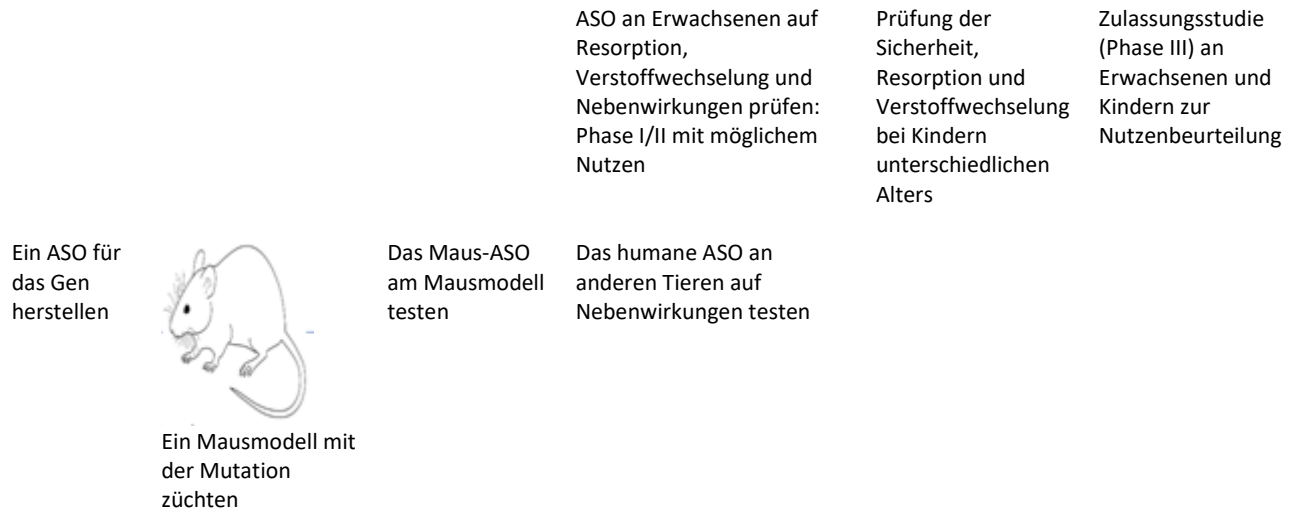 ASO an Erwachsenen auf
Resorption,
Verstoffwechselung und
Nebenwirkungen prüfen:
Phase I/II mit möglichem
Nutzen
Prüfung der
Sicherheit,
Resorption und
Verstoffwechselung
bei Kindern
unterschiedlichen
Alters
Zulassungsstudie
(Phase III) an
Erwachsenen und
Kindern zur
Nutzenbeurteilung
Ein ASO für
das Gen
herstellen
Ein Mausmodell mit
der Mutation
züchten
Das Maus-ASO
am Mausmodell
testen
Das humane ASO an
anderen Tieren auf
Nebenwirkungen testen